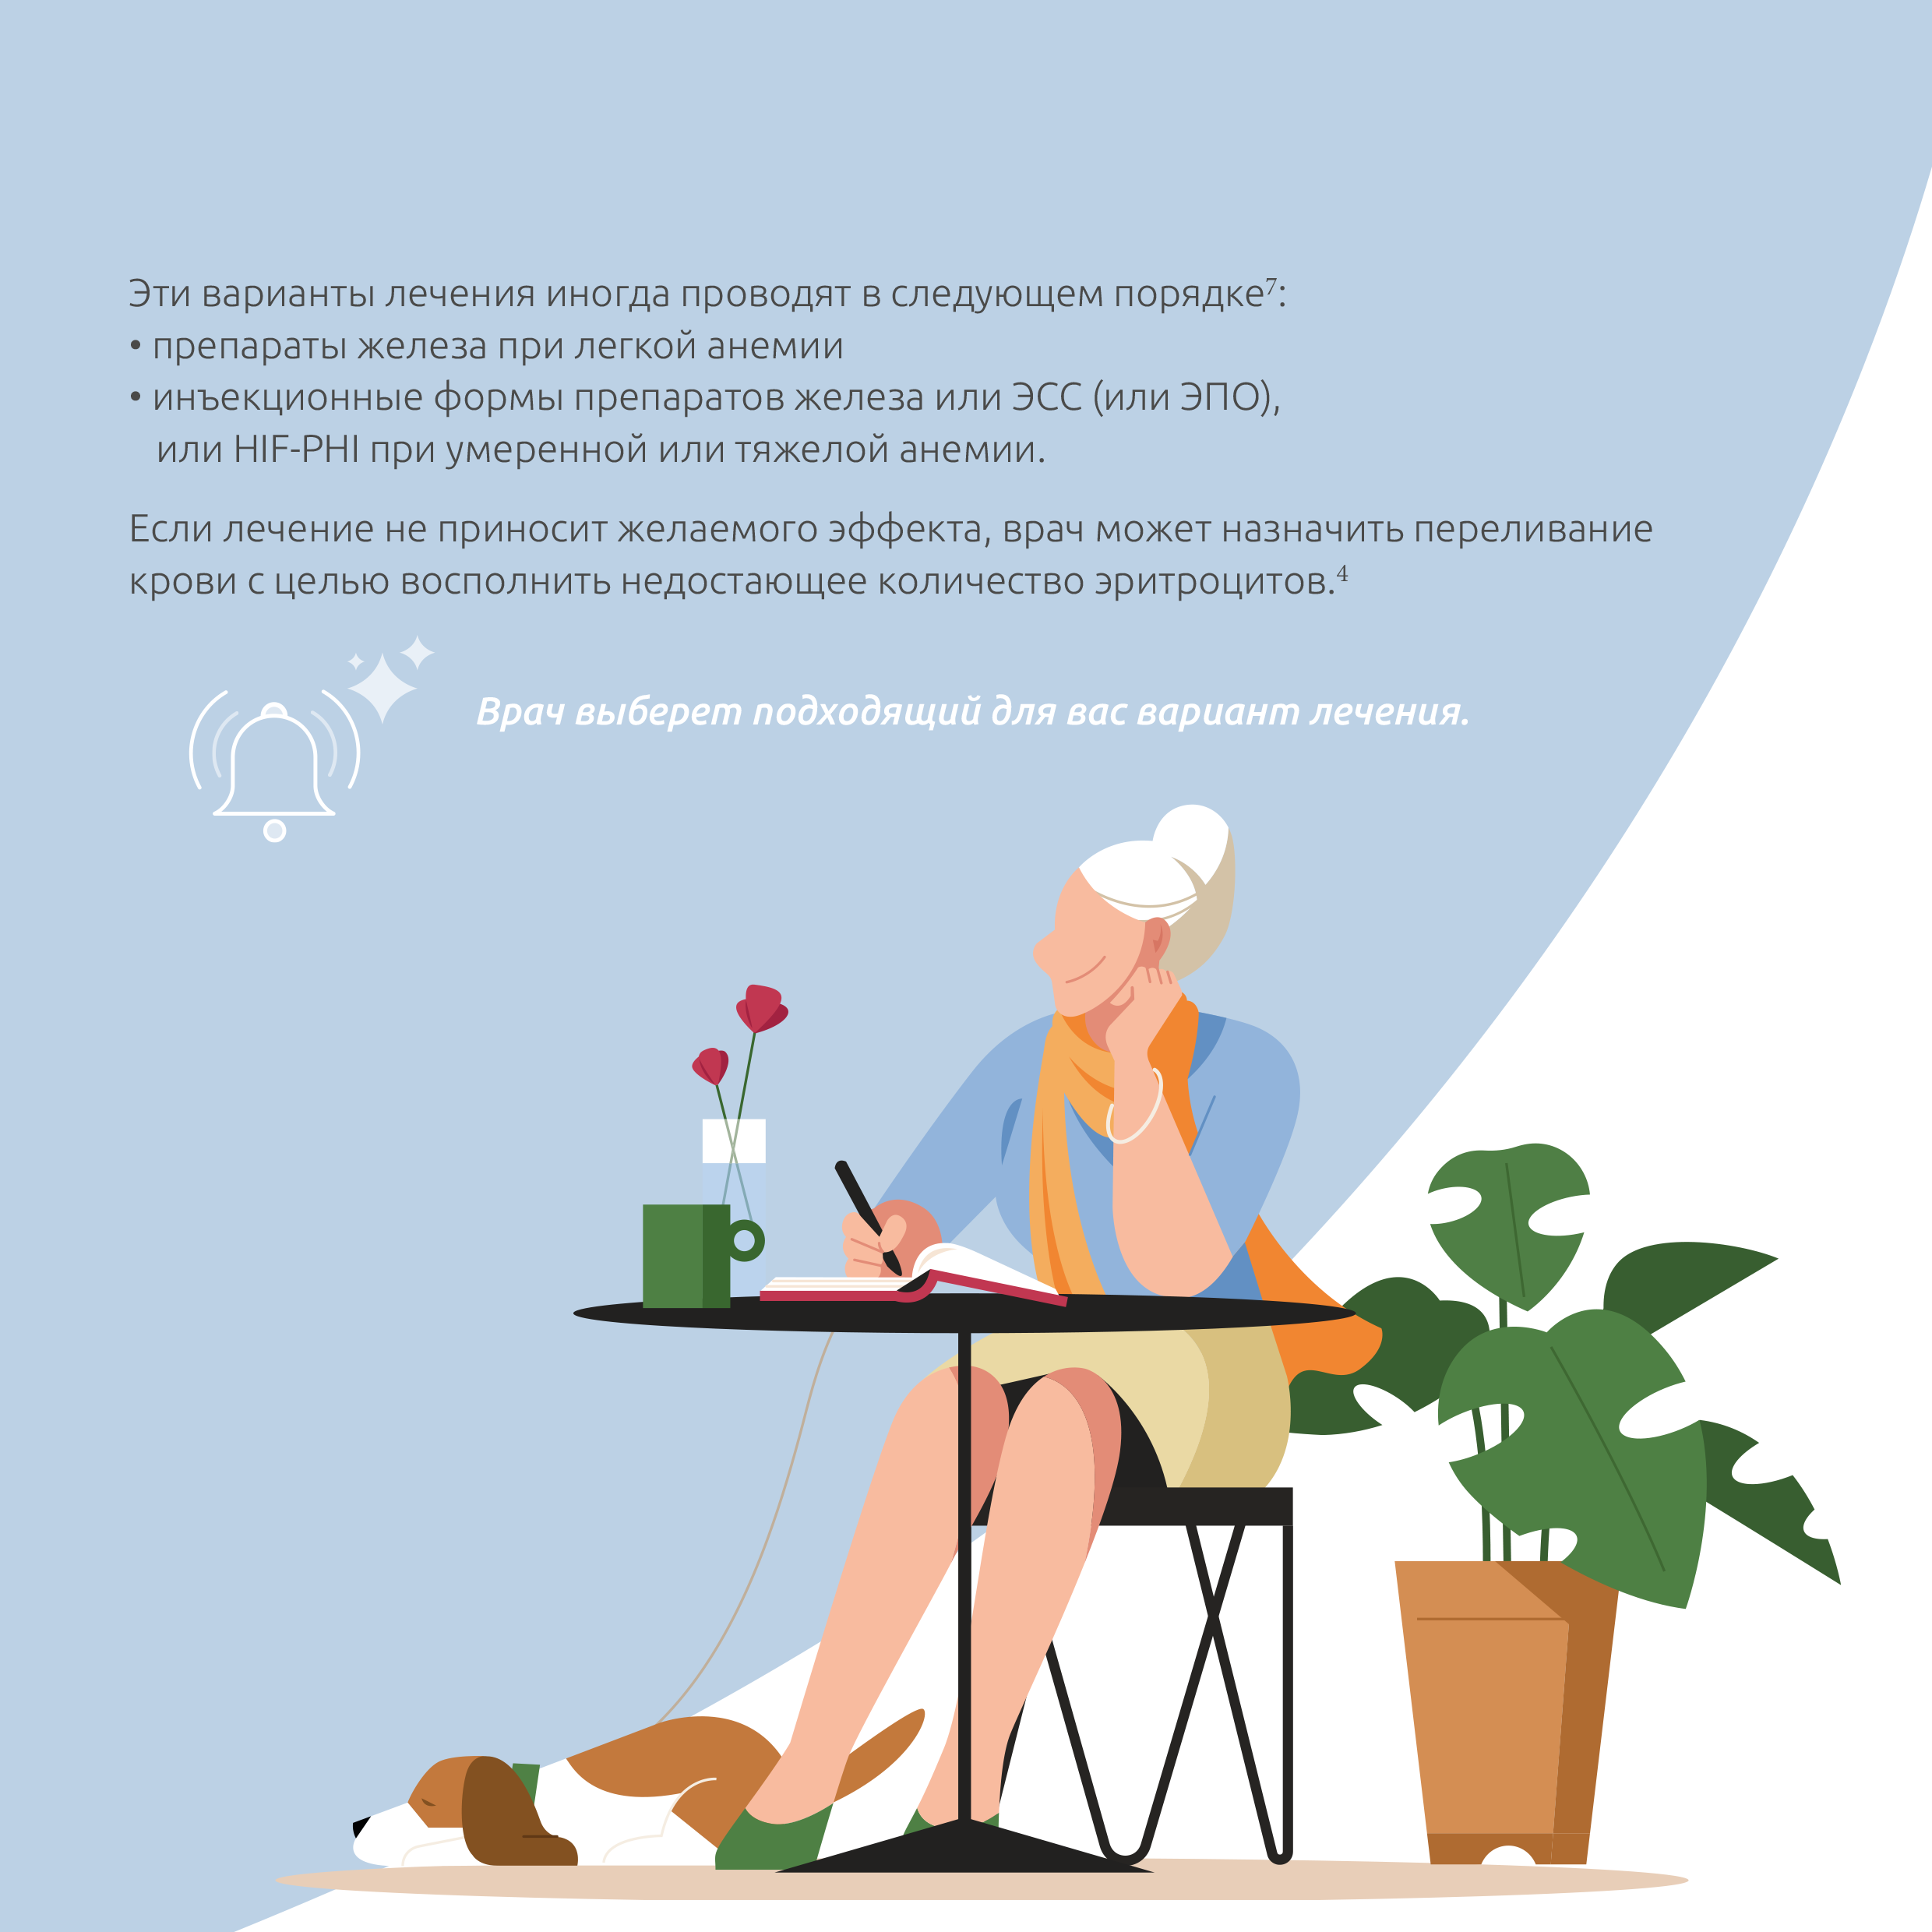 Эти варианты лечения иногда проводят в следующем порядке⁷:
• препараты железа при легкой анемии
• инъекционные формы препаратов железа или ЭСС (или ЭПО),
или HIF-PHI при умеренной или тяжелой анемии.
Если лечение не приносит желаемого эффекта, врач может назначить переливание
крови с целью восполнить недостающее количество эритроцитов.⁴
Врач выберет подходящий для вас вариант лечения.